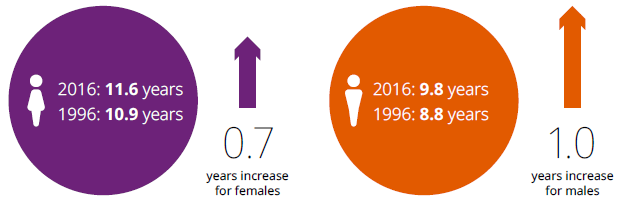 2016: 11.6 years
1996: 10.9 years
0.7
years increase
for females
2016: 9.8 years
1996: 8.8 years
1.0
years increase
for males